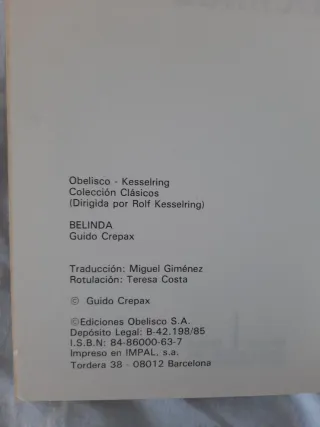 Obelisco - Kesselring
Colección Clásicos
(Dirigida por Rolf Kesselring)
BELINDA
Guido Crepax
Traducción: Miguel Giménez
Rotulación: Teresa Costa
© Guido Crepax
©Ediciones Obelisco S.A.
Depósito Legal: B-42.198/85
I.S.B.N: 84-86000-63-7
Impreso en IMPAL, s.a.
Tordera 38 - 08012 Barcelona